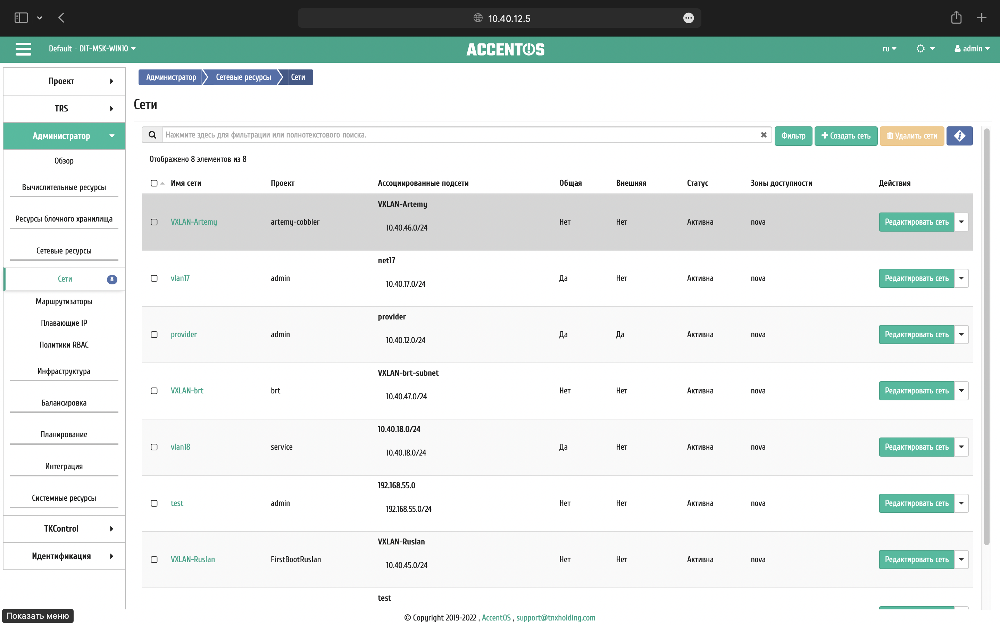 10.40.12.5
Default - DIT-MSK-WIN10
ACCENTOS
ru
admin
Проект
TRS
Администратор
Обзор
Вычислительные ресурсы
Ресурсы блочного хранилища
Сетевые ресурсы
Сети 8
Маршрутизаторы
Плавающие IP
Политики RBAC
Инфраструктура
Балансировка
Планирование
Интеграция
Системные ресурсы
TKControl
Идентификация
Показать меню
Администратор Сетевые ресурсы Сети
Сети
Нажмите здесь для фильтрации или полнотекстового поиска.
Фильтр
Создать сеть
Удалить сети
Отображено 8 элементов из 8
Имя сети Проект Ассоциированные подсети Общая Внешняя Статус Зоны доступности Действия
VXLAN-Artemy
VXLAN-Artemy artemy-cobbler Нет Нет Активна nova Редактировать сеть
10.40.46.0/24
net17
vlan17 admin Да Нет Активна nova Редактировать сеть
10.40.17.0/24
provider
provider admin Да Да Активна nova Редактировать сеть
10.40.12.0/24
VXLAN-brt-subnet
VXLAN-brt brt Нет Нет Активна nova Редактировать сеть
10.40.47.0/24
10.40.18.0/24
vlan18 service Да Нет Активна nova Редактировать сеть
10.40.18.0/24
192.168.55.0
test admin Нет Нет Активна nova Редактировать сеть
192.168.55.0/24
VXLAN-Ruslan
VXLAN-Ruslan FirstBootRuslan Нет Нет Активна nova Редактировать сеть
10.40.45.0/24
test
© Copyright 2019-2022 , AccentOS , support@tnxholding.com